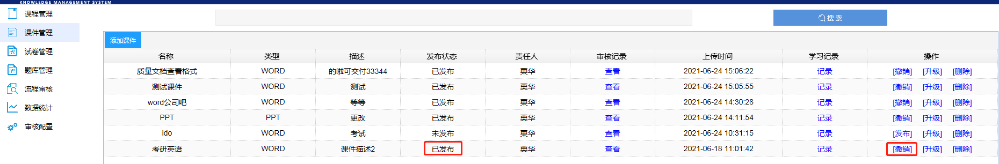 KNOWLEDGE MANAGEMENT SYSTEM
课程管理
课件管理
试卷管理
题库管理
流程审核
数据统计
审核配置
搜索
添加课件
名称 类型 描述 发布状态 责任人 审核记录 上传时间 学习记录 操作
质量文档查看格式 WORD 的啦可交付33344 已发布 栗华 查看 2021-06-24 15:06:22 记录 [撤销] [升级] [删除]
测试课件 WORD 测试 已发布 栗华 查看 2021-06-24 15:05:55 记录 [撤销] [升级] [删除]
word公司吧 WORD 等等 已发布 栗华 查看 2021-06-24 14:30:28 记录 [撤销] [升级] [删除]
PPT PPT 更改 已发布 栗华 查看 2021-06-24 14:11:54 记录 [撤销] [升级] [删除]
ido WORD 考试 未发布 栗华 查看 2021-06-24 10:31:15 记录 [发布] [升级] [删除]
考研英语 WORD 课件描述2 已发布 栗华 查看 2021-06-18 11:01:42 记录 [撤销] [升级] [删除]